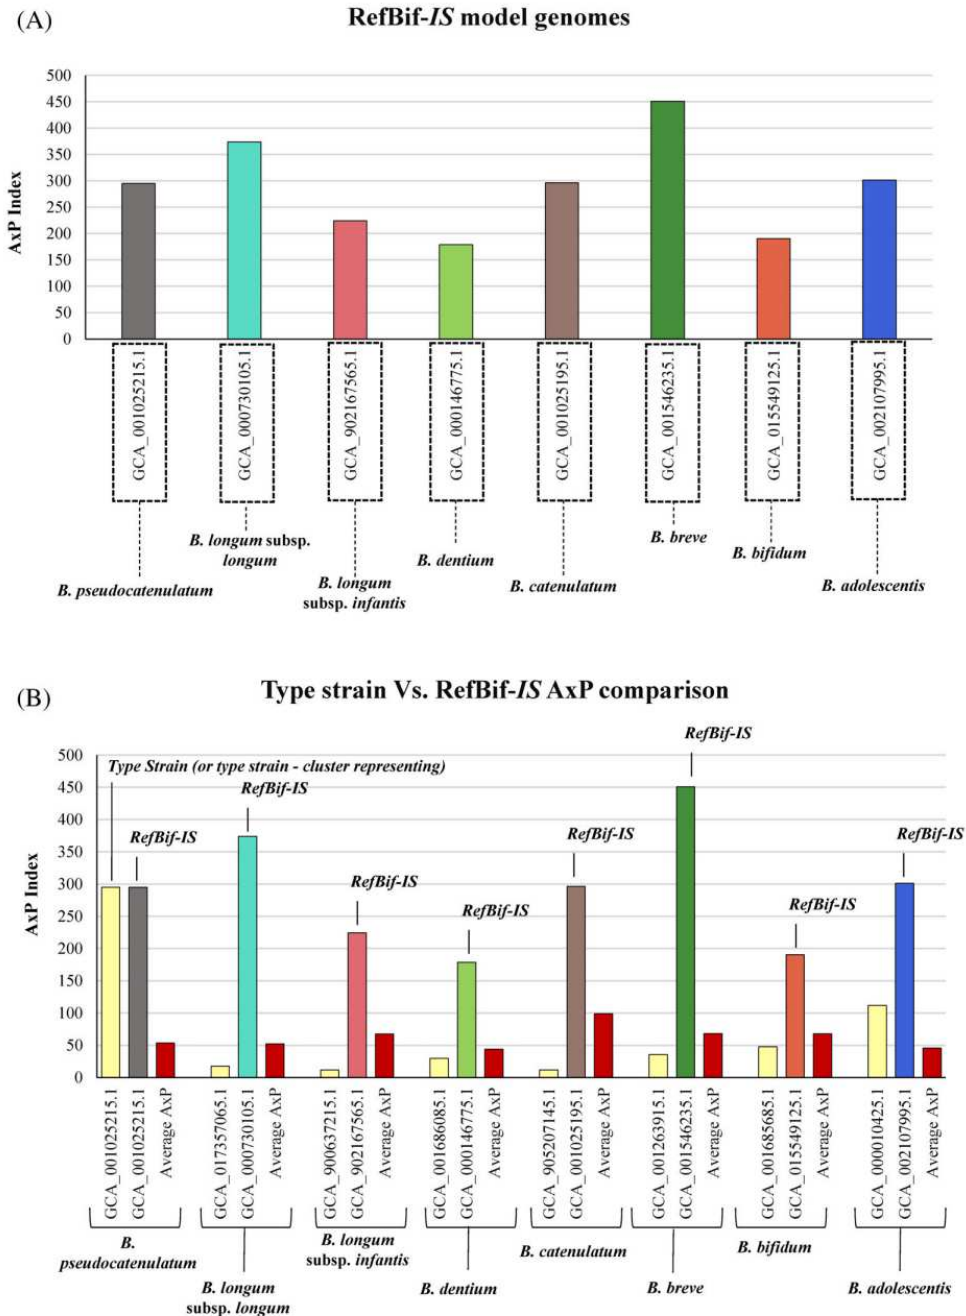 (A)
RefBif-IS model genomes
AxP Index
500
450
400
350
300
250
200
150
100
50
0
GCA_001025215.1
GCA_000730105.1
GCA_902167565.1
GCA_000146775.1
GCA_001025195.1
GCA_001546235.1
GCA_015549125.1
GCA_002107995.1
B. pseudocatenulatum
B. longum subsp.
longum
B. longum
subsp. infantis
B. dentium
B. catenulatum
B. breve
B. bifidum
B. adolescentis
(B)
Type strain Vs. RefBif-IS AxP comparison
AxP Index
500
450
400
350
300
250
200
150
100
50
0
Type Strain (or type strain - cluster representing)
RefBif-IS
RefBif-IS
RefBif-IS
RefBif-IS
RefBif-IS
RefBif-IS
RefBif-IS
RefBif-IS
GCA_001025215.1
GCA_001025215.1
Average AxP
GCA_017357065.1
GCA_000730105.1
Average AxP
GCA_900637215.1
GCA_902167565.1
Average AxP
GCA_001686085.1
GCA_000146775.1
Average AxP
GCA_905207145.1
GCA_001025195.1
Average AxP
GCA_001263915.1
GCA_001546235.1
Average AxP
GCA_001685685.1
GCA_015549125.1
Average AxP
GCA_000010425.1
GCA_002107995.1
Average AxP
B.
pseudocatenulatum
B. longum
subsp. longum
B. longum
subsp. infantis
B. dentium
B. catenulatum
B. breve
B. bifidum
B. adolescentis